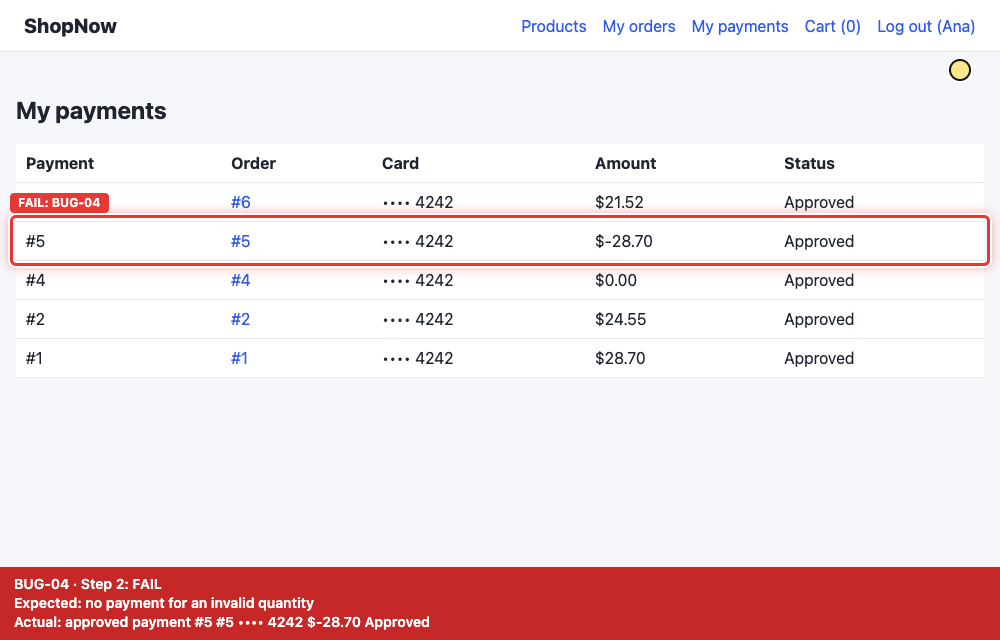 ShopNow
Products My orders My payments Cart (0) Log out (Ana)
My payments
Payment Order Card Amount Status
FAIL: BUG-04 #6 •••• 4242 $21.52 Approved
#5 #5 •••• 4242 $-28.70 Approved
#4 #4 •••• 4242 $0.00 Approved
#2 #2 •••• 4242 $24.55 Approved
#1 #1 •••• 4242 $28.70 Approved
BUG-04 · Step 2: FAIL
Expected: no payment for an invalid quantity
Actual: approved payment #5 #5 •••• 4242 $-28.70 Approved